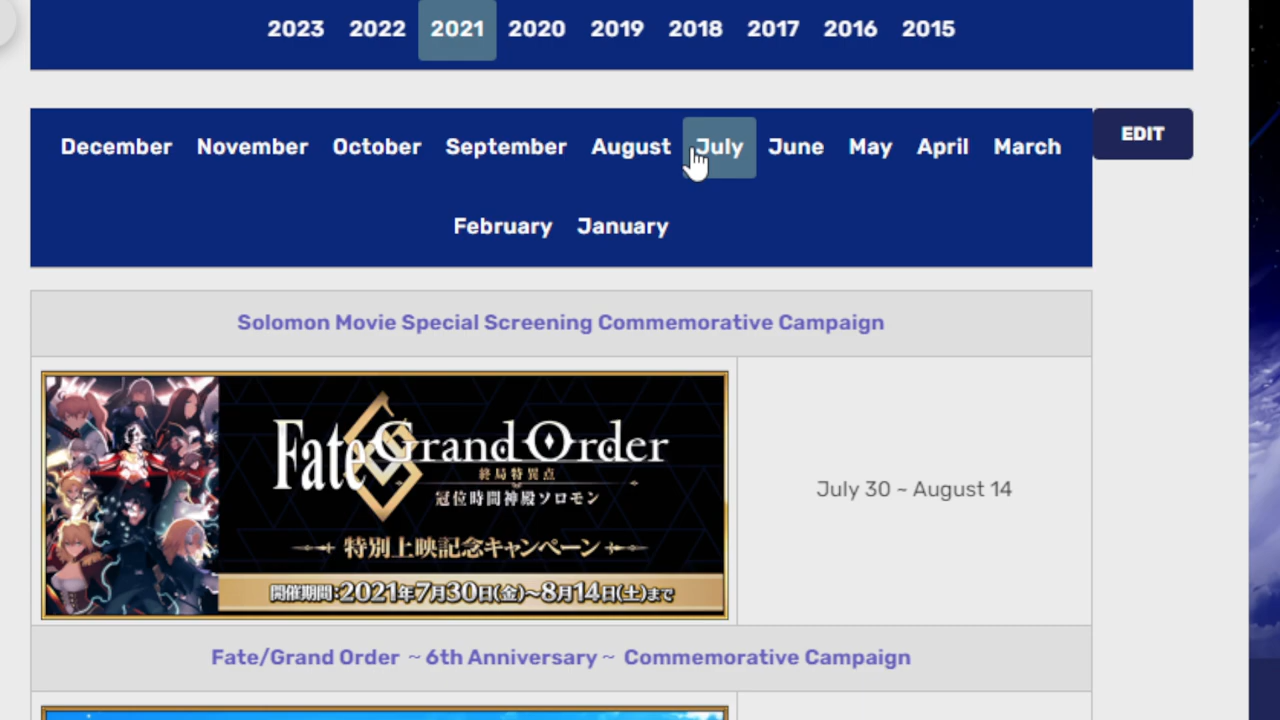 2023 2022 2021 2020 2019 2018 2017 2016 2015
December November October September August July June May April March
EDIT
February January
Solomon Movie Special Screening Commemorative Campaign
Fate/Grand Order
終局特異点
冠位時間神殿ソロモン
特別上映記念キャンペーン
開催期間:2021年7月30日(金)~8月14日(土)まで
July 30 ~ August 14
Fate/Grand Order ~ 6th Anniversary ~ Commemorative Campaign